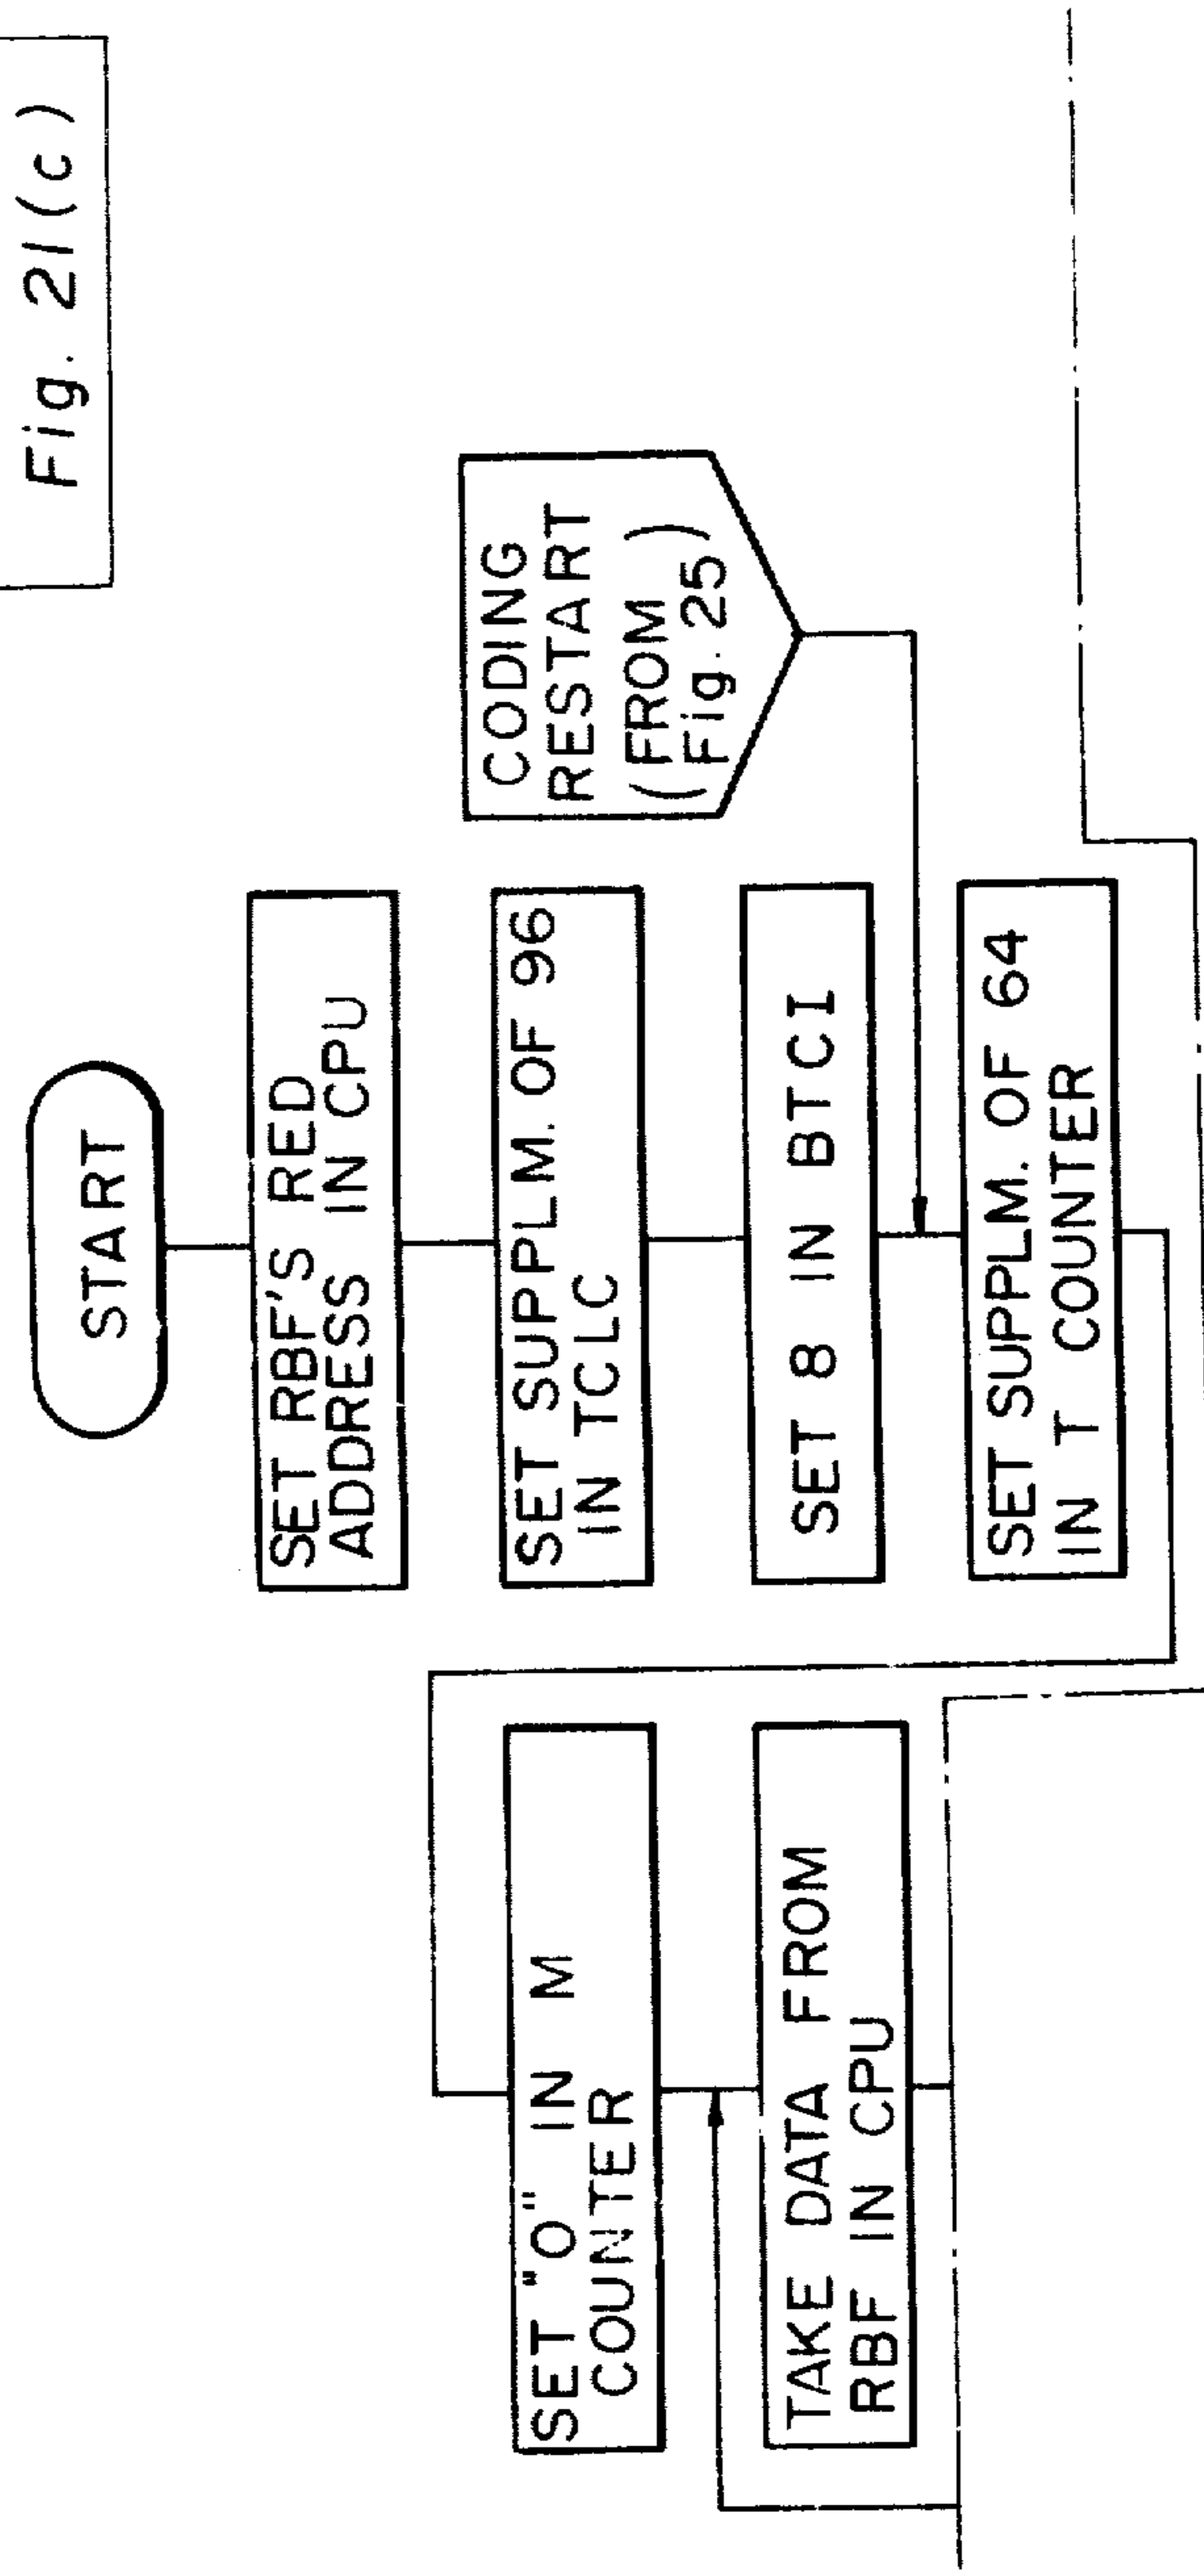 Fig. 21(c)
START
SET RBF'S RED
ADDRESS IN CPU
SET SUPPLM. OF 96
IN TCLC
SET 8 IN BTCI
CODING
RESTART
(FROM
Fig. 25)
SET SUPPLM. OF 64
IN T COUNTER
SET "0" IN M
COUNTER
TAKE DATA FROM
RBF IN CPU